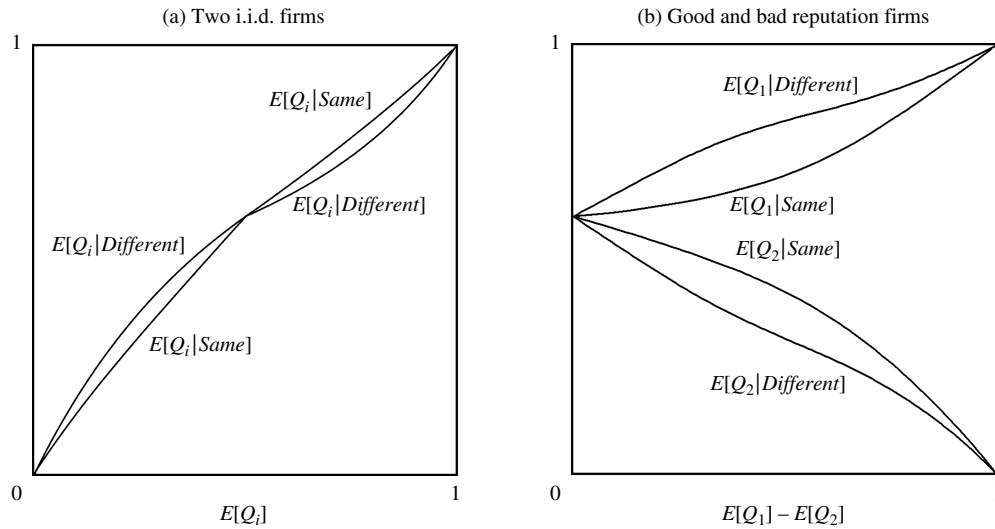 (a) Two i.i.d. firms
1
E[Q_i|Same]
E[Q_i|Different]
E[Q_i|Different]
E[Q_i|Same]
0
1
E[Q_i]
(b) Good and bad reputation firms
1
E[Q_1|Different]
E[Q_1|Same]
E[Q_2|Same]
E[Q_2|Different]
0
E[Q_1] – E[Q_2]